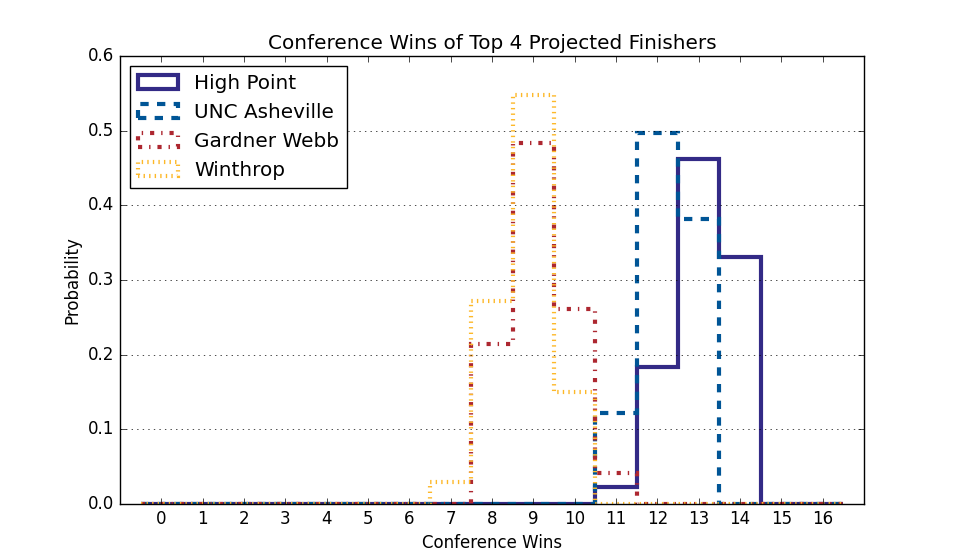 Conference Wins of Top 4 Projected Finishers
0.6
0.5
0.4
0.3
0.2
0.1
0.0
Probability
High Point
UNC Asheville
Gardner Webb
Winthrop
0 1 2 3 4 5 6 7 8 9 10 11 12 13 14 15 16
Conference Wins